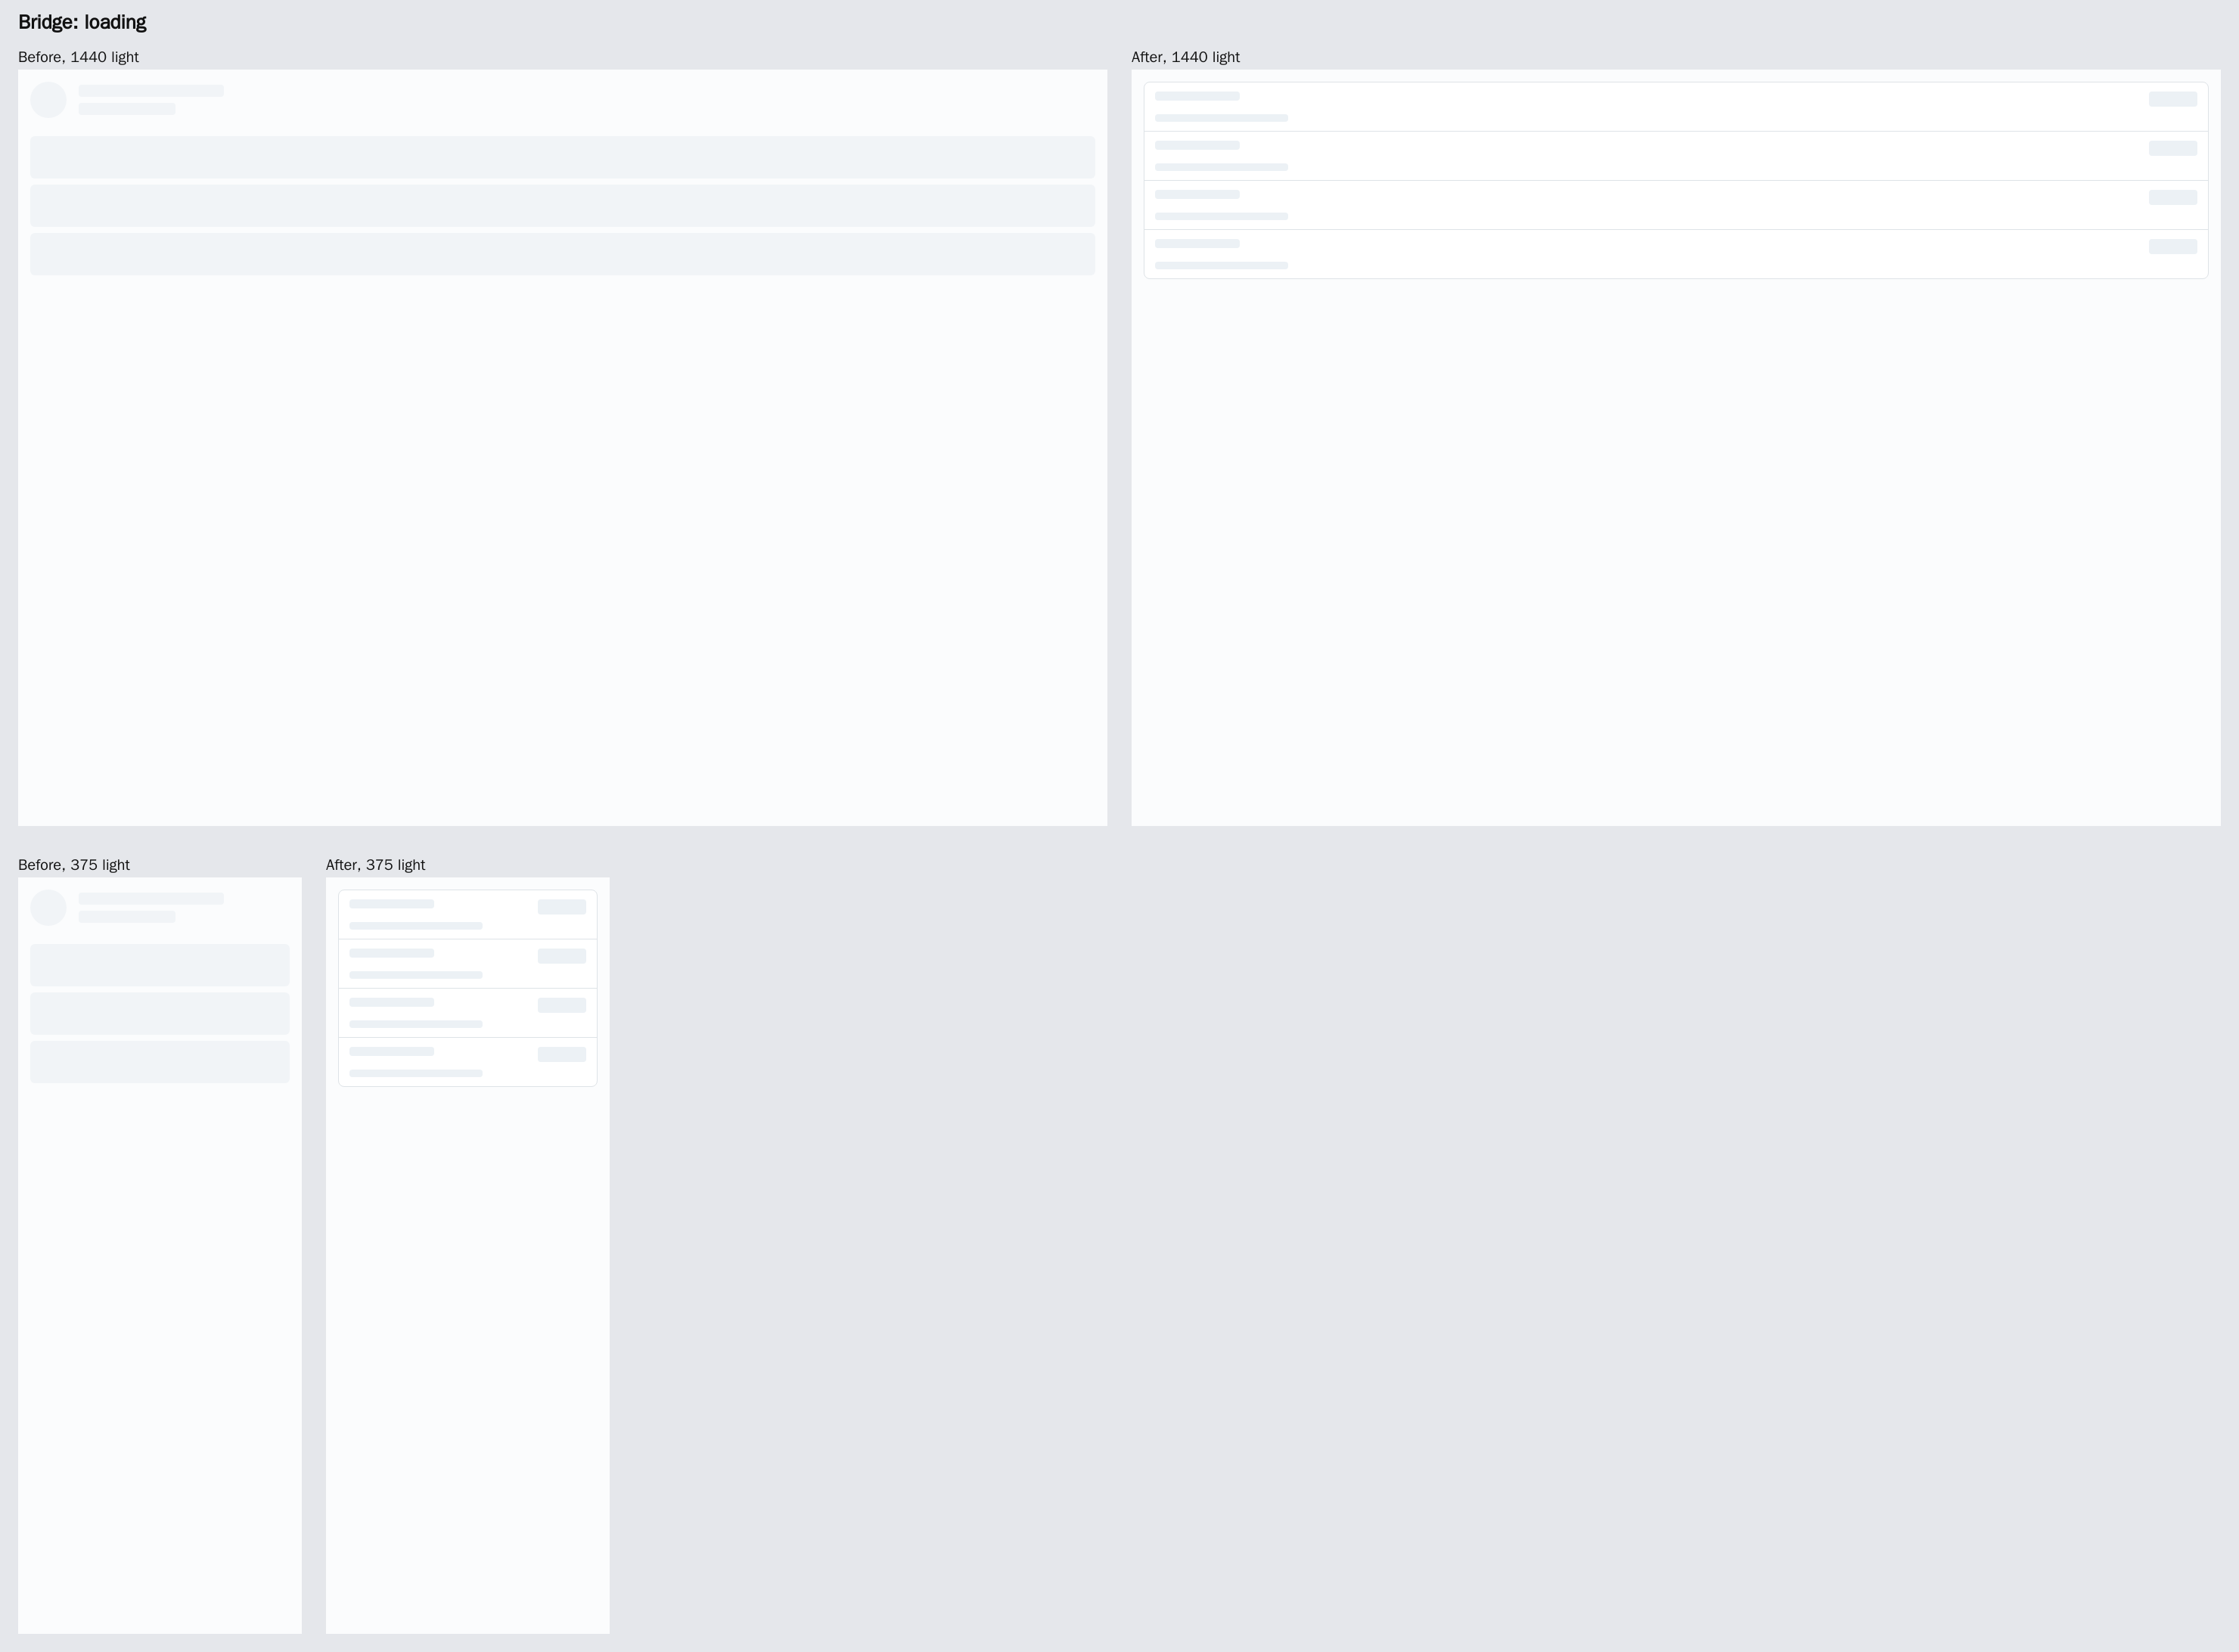 Bridge: loading
Before, 1440 light
After, 1440 light
Before, 375 light
After, 375 light